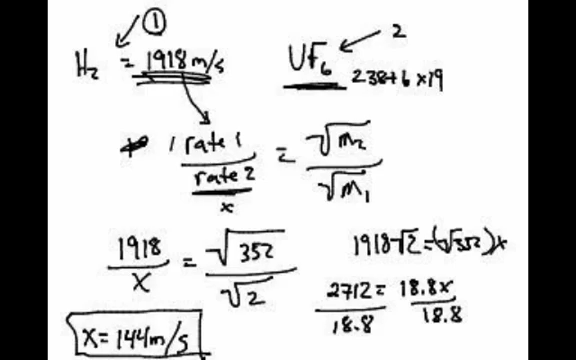 ①
H₂ = 1918 m/s
UF₆ 2
238+6×19
1 rate 1 / rate 2 = √m₂ / √m₁
x
1918 / X = √352 / √2
1918√2 = (√352)x
2712 / 18.8 = 18.8x / 18.8
X = 144 m/s